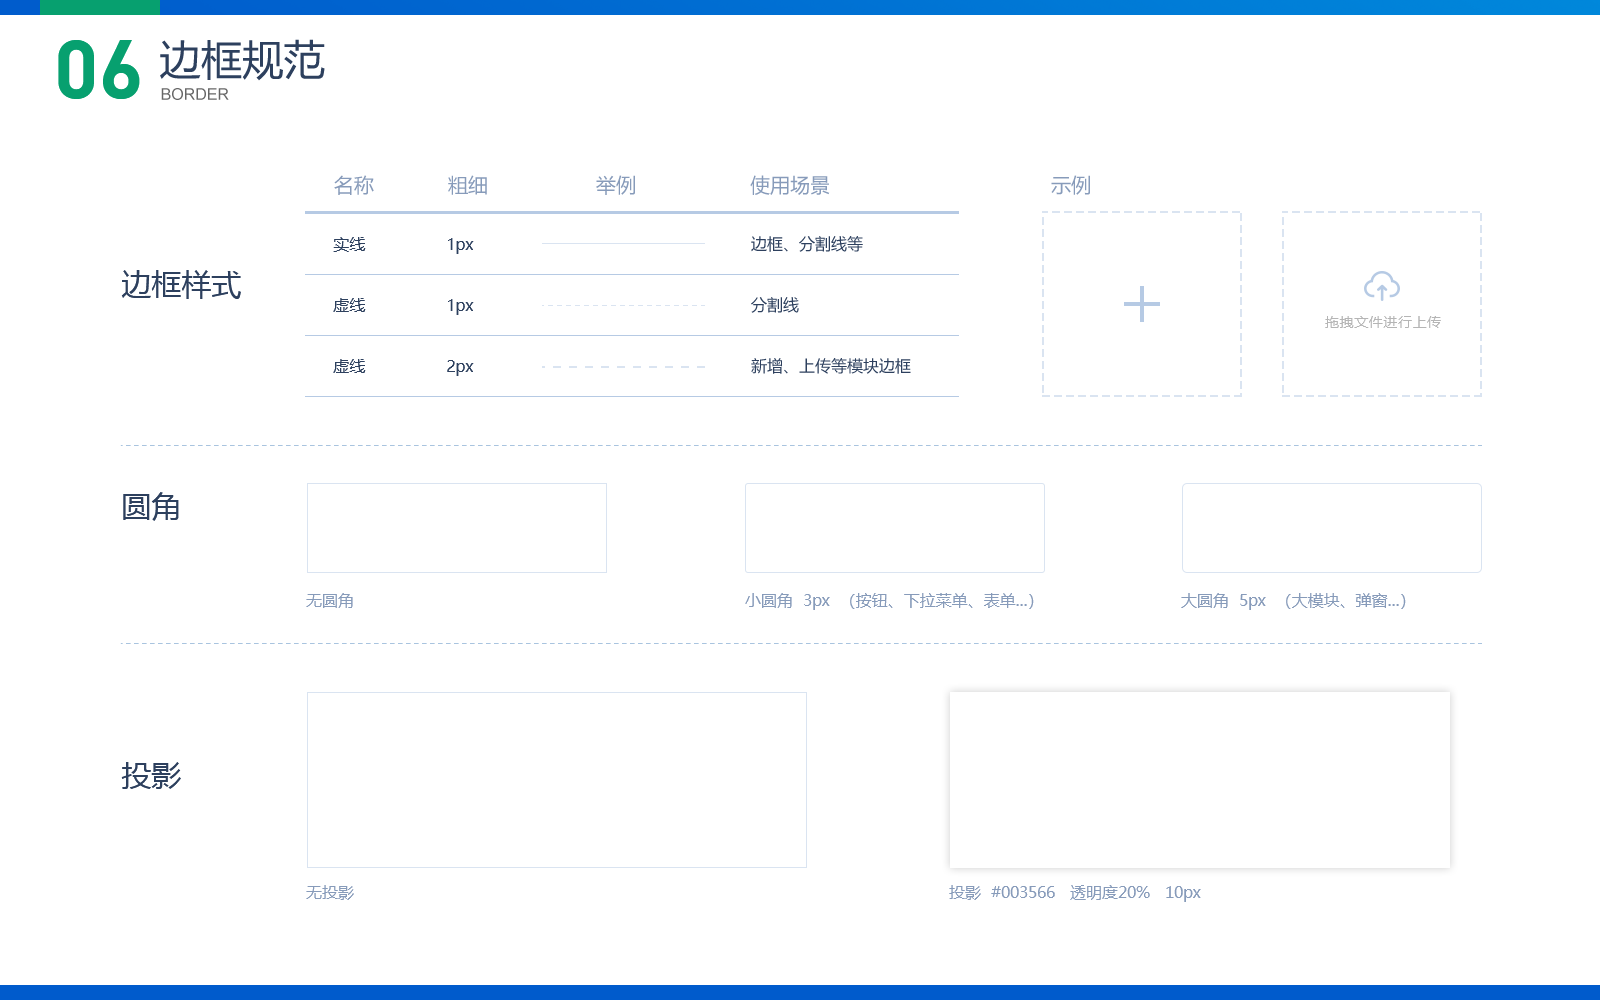 06 边框规范
BORDER
名称 粗细 举例 使用场景 示例
边框样式
实线 1px 边框、分割线等
虚线 1px 分割线
虚线 2px 新增、上传等模块边框
拖拽文件进行上传
圆角
无圆角
小圆角 3px （按钮、下拉菜单、表单...）
大圆角 5px （大模块、弹窗...）
投影
无投影
投影 #003566 透明度20% 10px